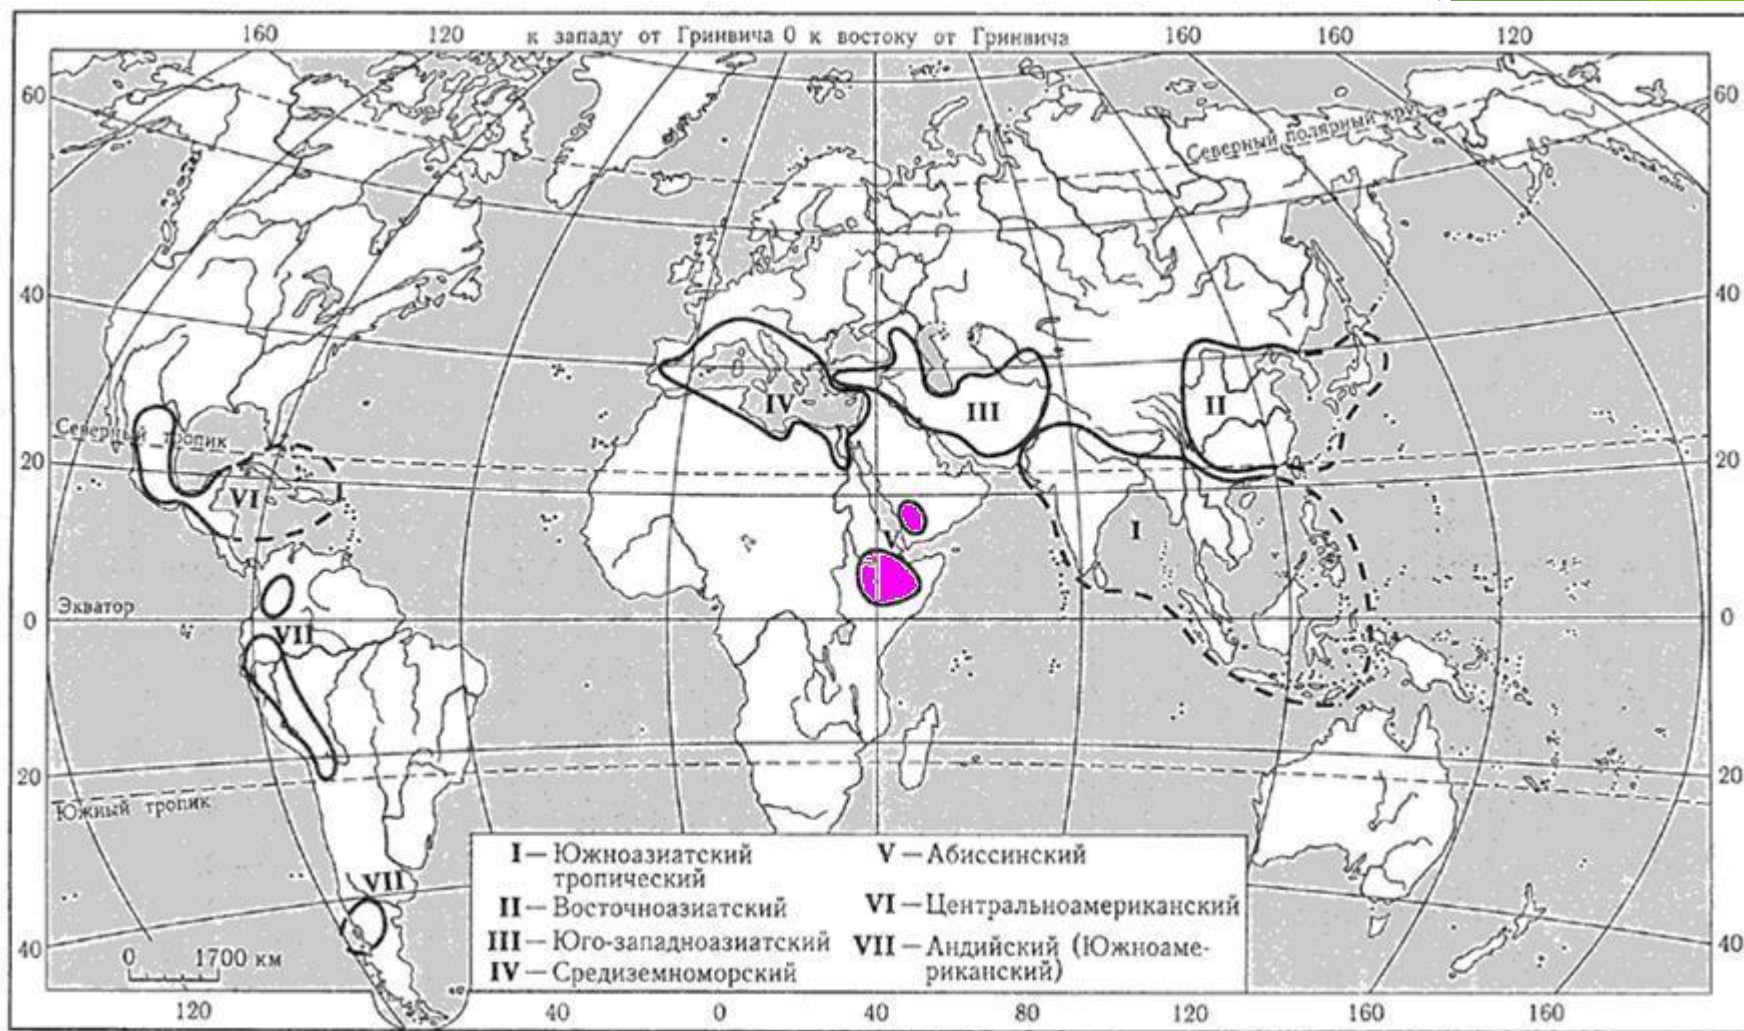 160 120 к западу от Гринвича 0 к востоку от Гринвича 160 160 120
60 60
Северный полярный круг
40 40
IV III II
Северный тропик
20 20
VI I
V
Экватор
0 0
VII
20 20
Южный тропик
VII
I — Южноазиатский
тропический
II — Восточноазиатский
III — Юго-западноазиатский
IV — Средиземноморский
V — Абиссинский
VI — Центральноамериканский
VII — Андийский (Южноаме-
риканский)
40 40
0 1700 км
120 40 0 40 80 120 160 160